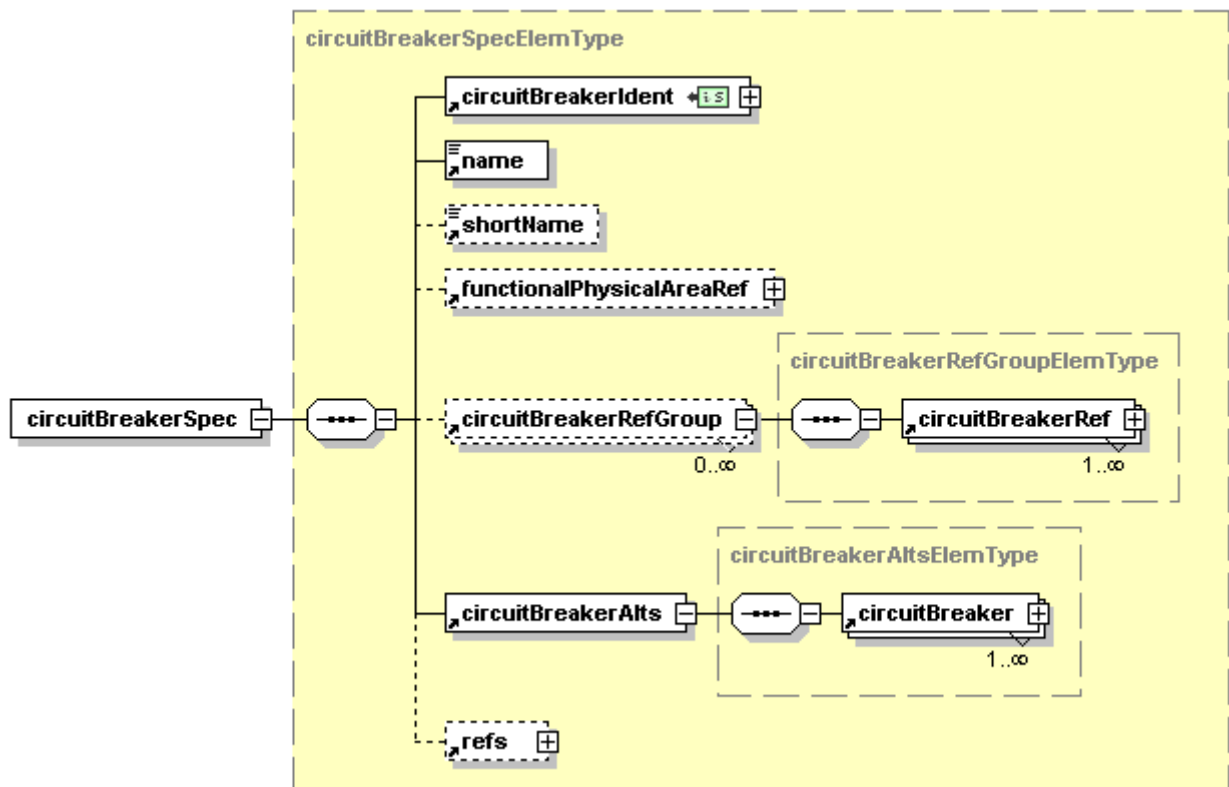 circuitBreakerSpecElemType
circuitBreakerIdent
name
shortName
functionalPhysicalAreaRef
circuitBreakerRefGroupElemType
circuitBreakerSpec
circuitBreakerRefGroup
circuitBreakerRef
0..∞
1..∞
circuitBreakerAltsElemType
circuitBreakerAlts
circuitBreaker
1..∞
refs